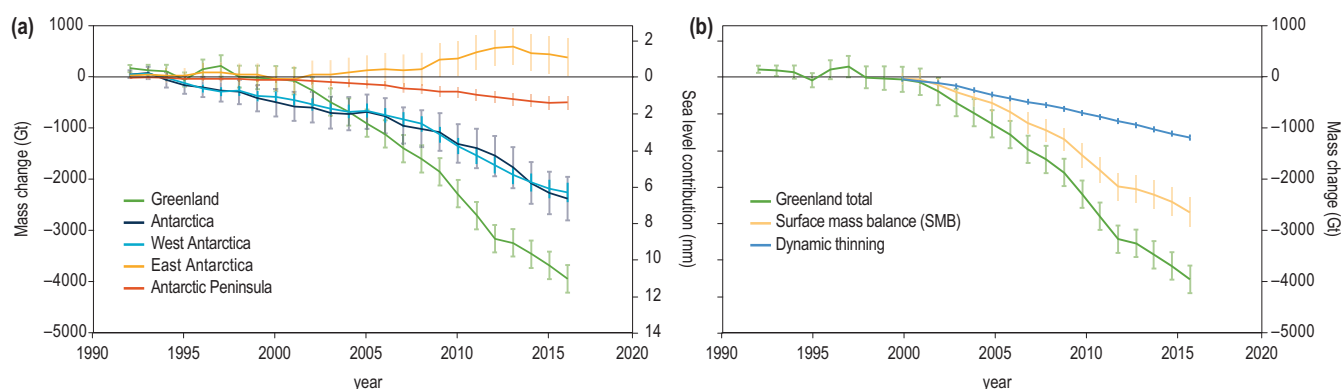 (a)
1000
0
–1000
–2000
–3000
–4000
–5000
Mass change (Gt)
Greenland
Antarctica
West Antarctica
East Antarctica
Antarctic Peninsula
2
0
2
4
6
8
10
12
14
Sea level contribution (mm)
1990 1995 2000 2005 2010 2015 2020
year
(b)
Greenland total
Surface mass balance (SMB)
Dynamic thinning
1000
0
–1000
–2000
–3000
–4000
–5000
Mass change (Gt)
1990 1995 2000 2005 2010 2015 2020
year